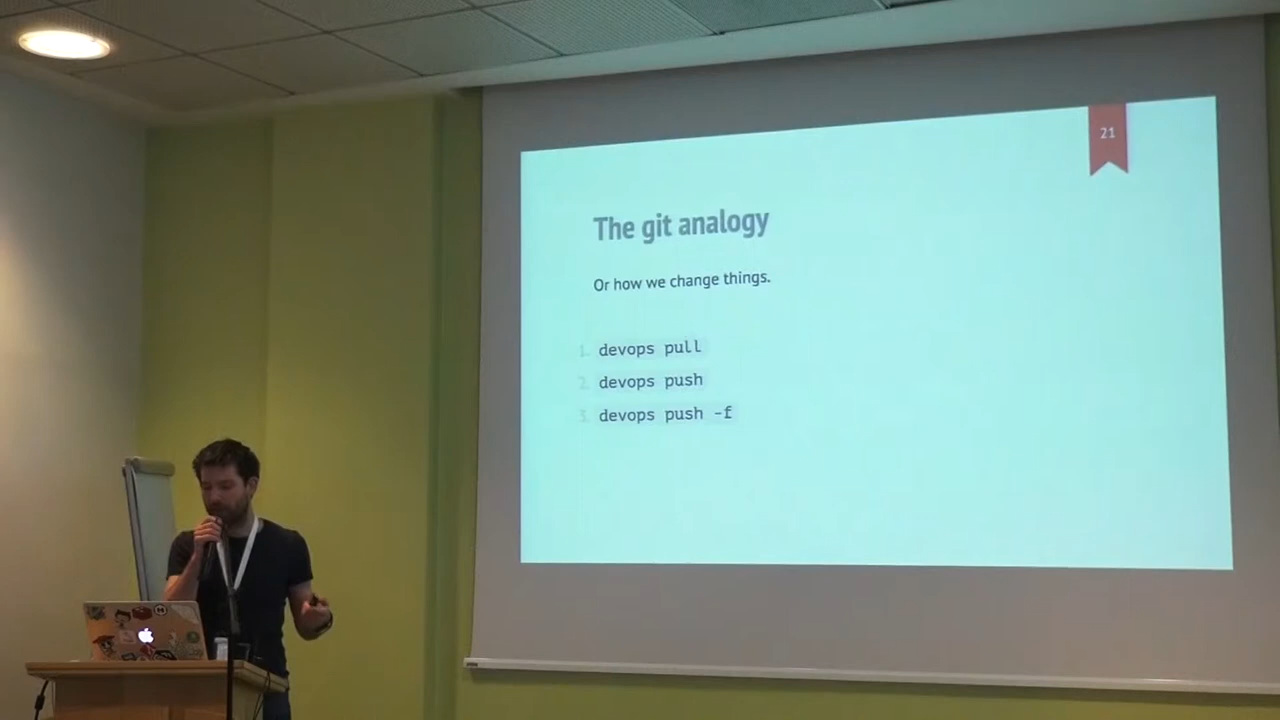 21
The git analogy
Or how we change things.
1. devops pull
2. devops push
3. devops push -f